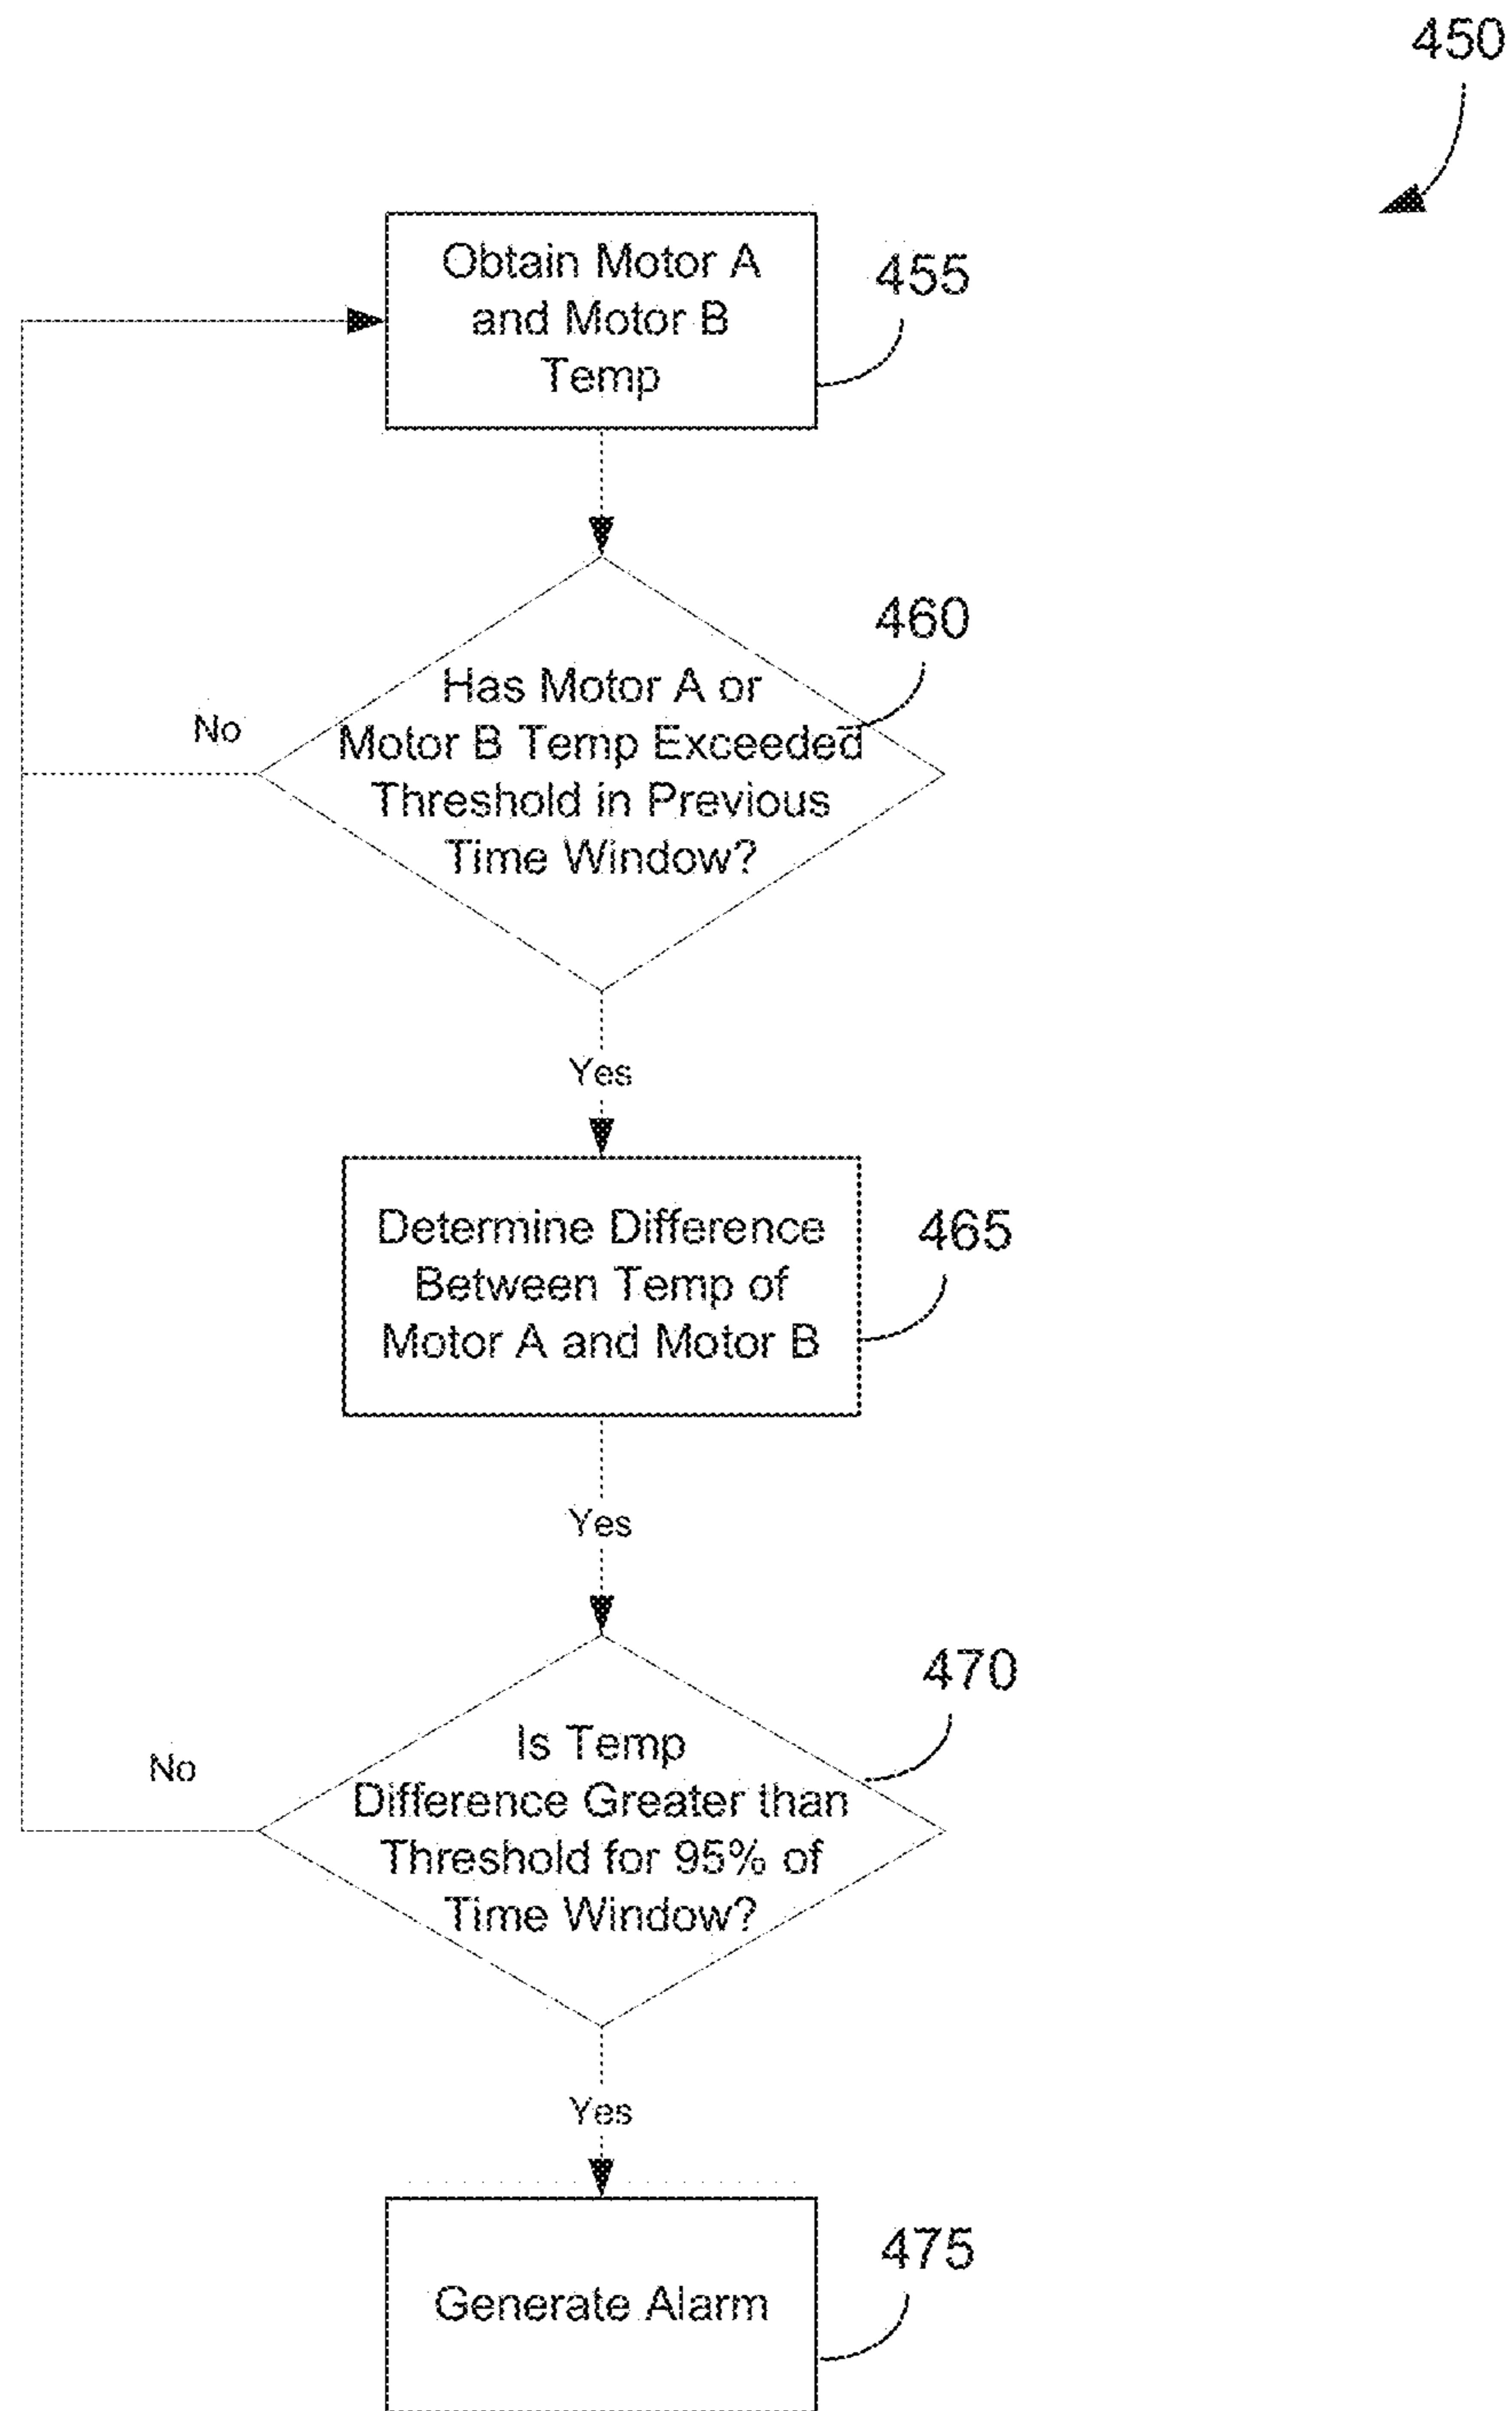 450
Obtain Motor A
and Motor B
Temp
455
460
Has Motor A or
Motor B Temp Exceeded
Threshold in Previous
Time Window?
No
Yes
Determine Difference
Between Temp of
Motor A and Motor B
465
Yes
470
Is Temp
Difference Greater than
Threshold for 95% of
Time Window?
No
Yes
Generate Alarm
475